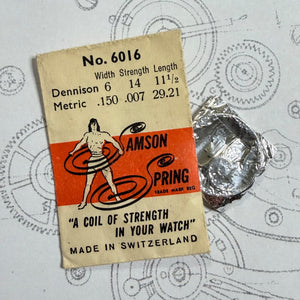 No. 6016
Width Strength Length
Dennison 6 14 11½
Metric .150 .007 29.21
SAMSON
SPRING
TRADE MARK REG
"A COIL OF STRENGTH
IN YOUR WATCH"
MADE IN SWITZERLAND